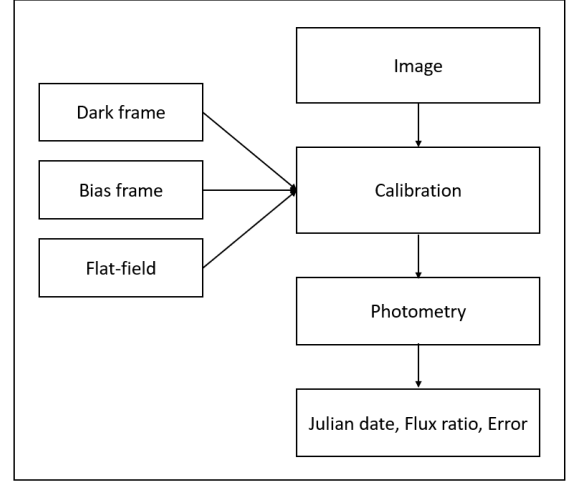 Image
Dark frame
Bias frame
Calibration
Flat-field
Photometry
Julian date, Flux ratio, Error